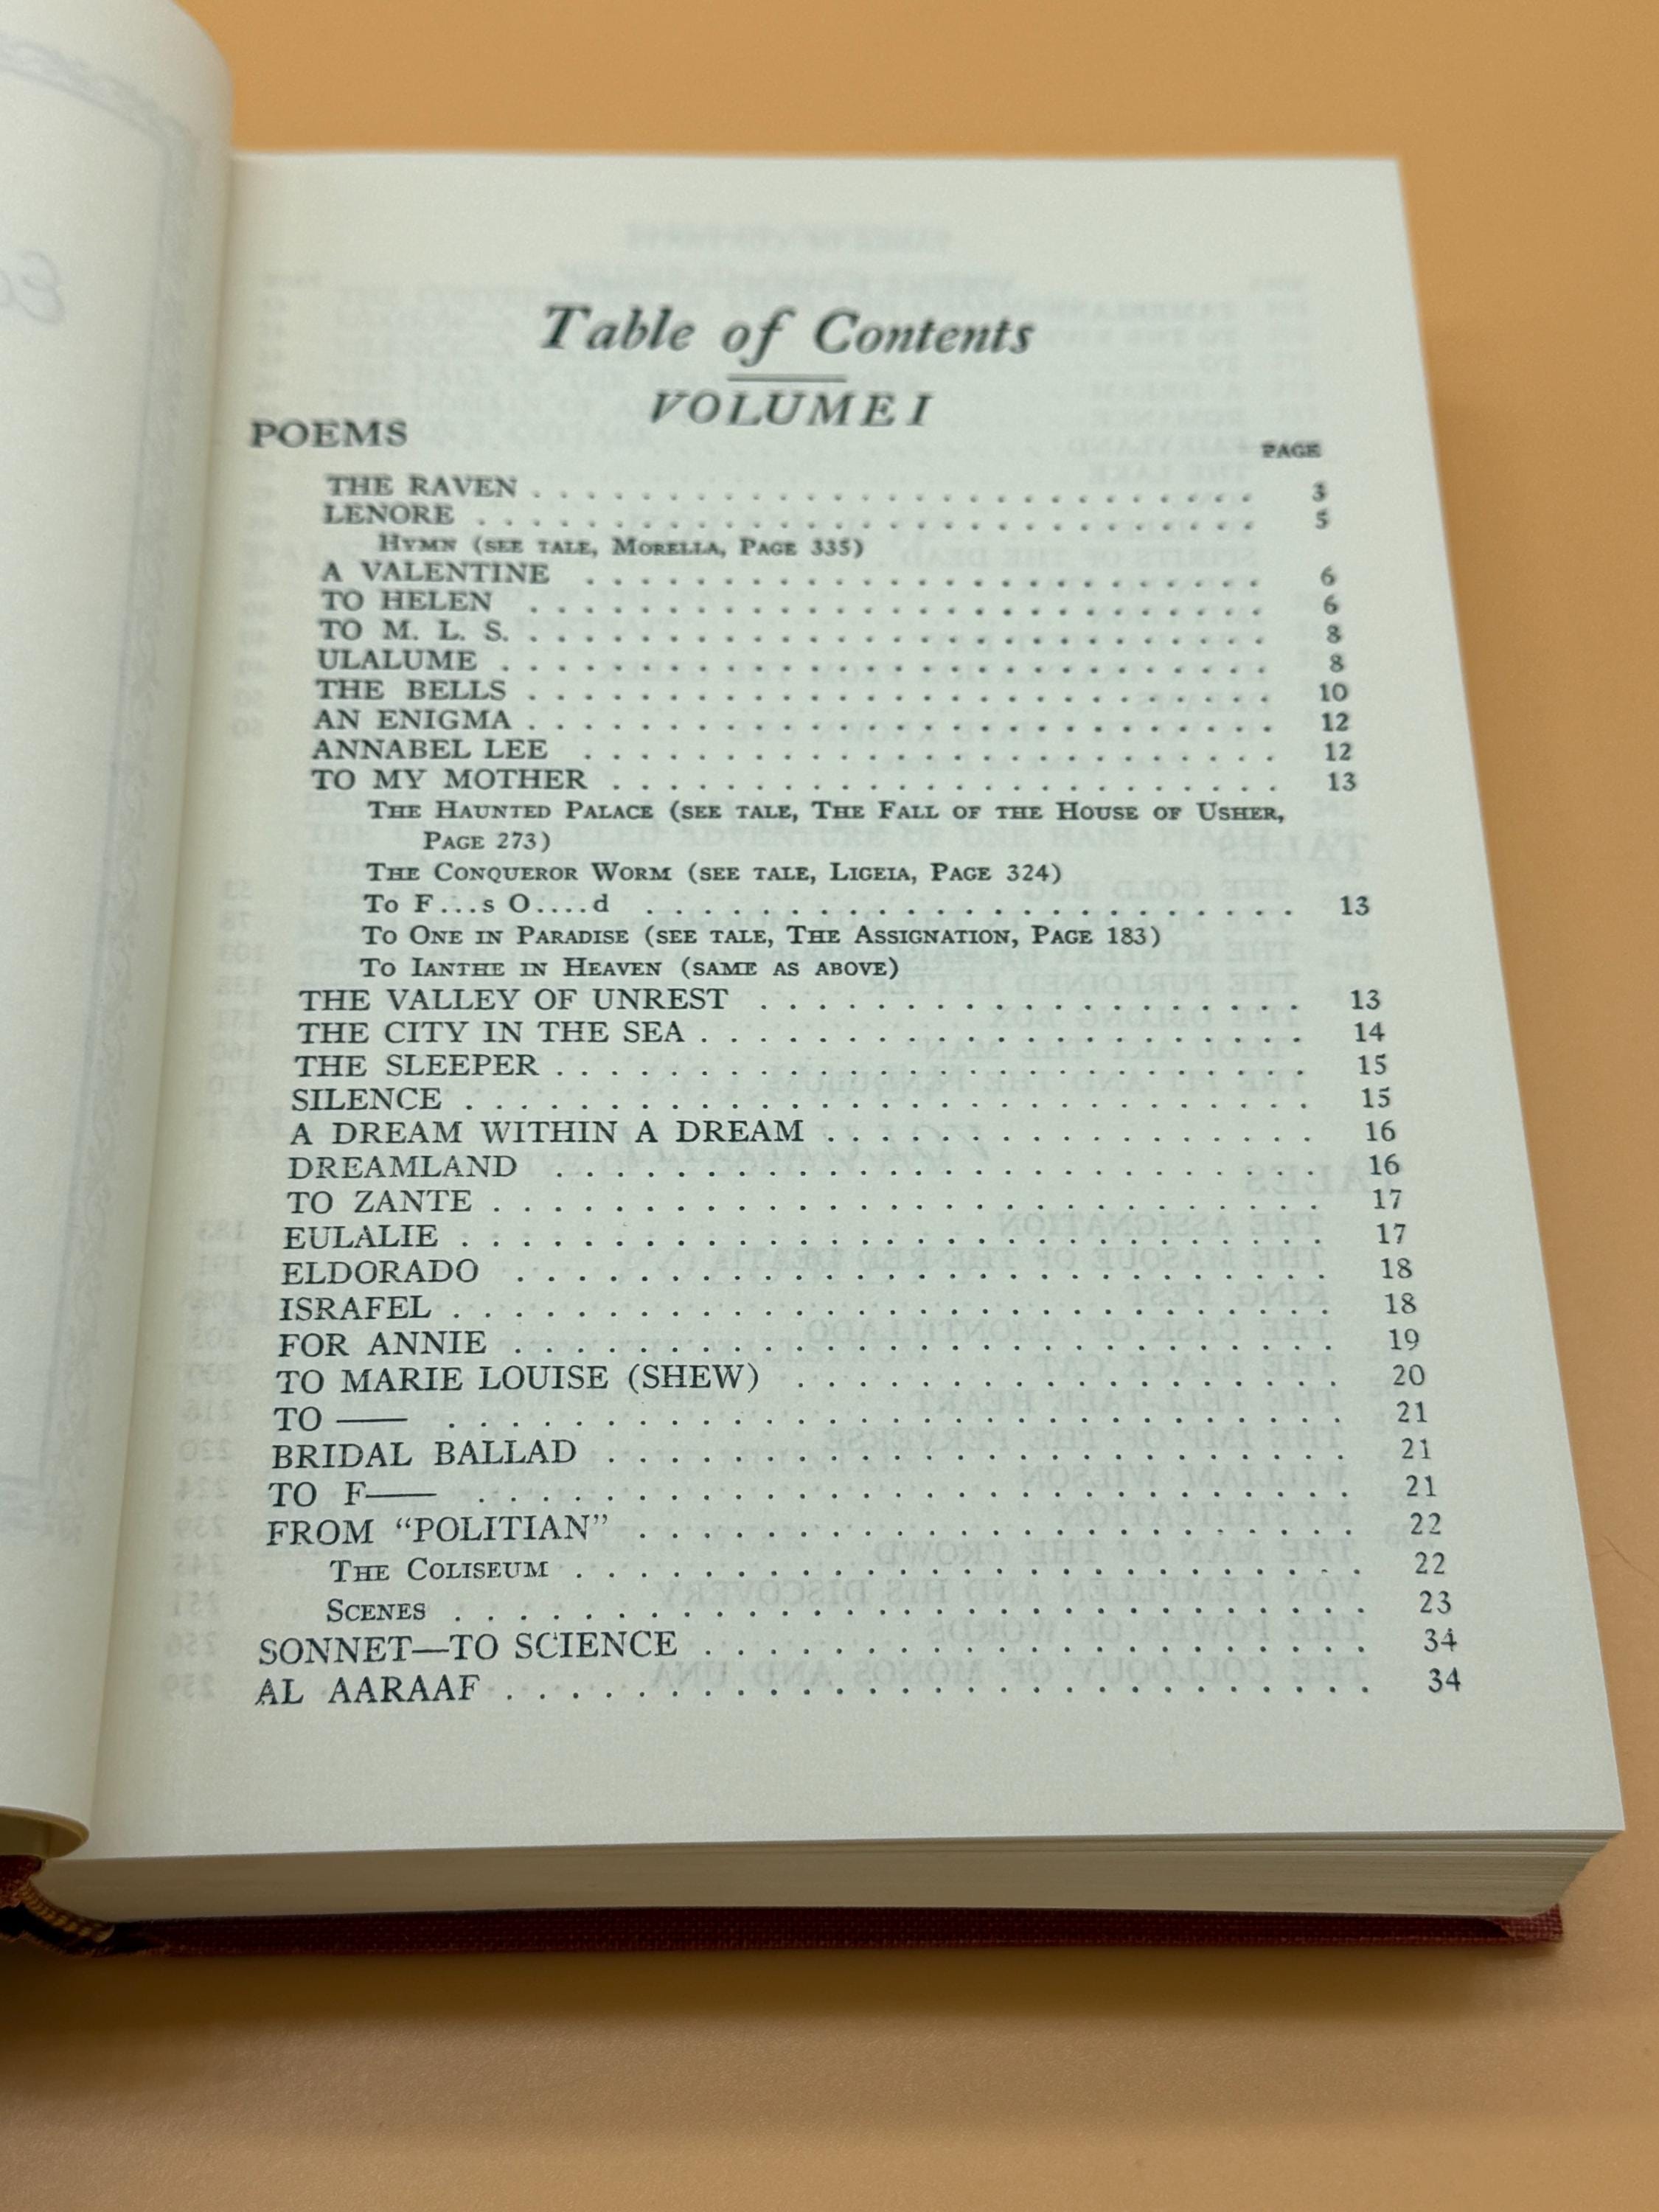 Table of Contents
VOLUME I
POEMS
PAGE
THE RAVEN . . . . . . . . . . . . . . . . . . . . . . . . . . 3
LENORE . . . . . . . . . . . . . . . . . . . . . . . . . . . . 5
HYMN (SEE TALE, MORELLA, PAGE 335)
A VALENTINE . . . . . . . . . . . . . . . . . . . . . . . . 6
TO HELEN . . . . . . . . . . . . . . . . . . . . . . . . . . 6
TO M. L. S. . . . . . . . . . . . . . . . . . . . . . . . . . . 8
ULALUME . . . . . . . . . . . . . . . . . . . . . . . . . . . 8
THE BELLS . . . . . . . . . . . . . . . . . . . . . . . . . . 10
AN ENIGMA . . . . . . . . . . . . . . . . . . . . . . . . . . 12
ANNABEL LEE . . . . . . . . . . . . . . . . . . . . . . . . 12
TO MY MOTHER . . . . . . . . . . . . . . . . . . . . . . . 13
THE HAUNTED PALACE (SEE TALE, THE FALL OF THE HOUSE OF USHER,
PAGE 273)
THE CONQUEROR WORM (SEE TALE, LIGEIA, PAGE 324)
To F...s O....d . . . . . . . . . . . . . . . . . . . . . . . 13
TO ONE IN PARADISE (SEE TALE, THE ASSIGNATION, PAGE 183)
TO IANTHE IN HEAVEN (SAME AS ABOVE)
THE VALLEY OF UNREST . . . . . . . . . . . . . . . . . . 13
THE CITY IN THE SEA . . . . . . . . . . . . . . . . . . . . 14
THE SLEEPER . . . . . . . . . . . . . . . . . . . . . . . . . 15
SILENCE . . . . . . . . . . . . . . . . . . . . . . . . . . . . 15
A DREAM WITHIN A DREAM . . . . . . . . . . . . . . . . 16
DREAMLAND . . . . . . . . . . . . . . . . . . . . . . . . . 16
TO ZANTE . . . . . . . . . . . . . . . . . . . . . . . . . . . 17
EULALIE . . . . . . . . . . . . . . . . . . . . . . . . . . . . 17
ELDORADO . . . . . . . . . . . . . . . . . . . . . . . . . . 18
ISRAFEL . . . . . . . . . . . . . . . . . . . . . . . . . . . . 18
FOR ANNIE . . . . . . . . . . . . . . . . . . . . . . . . . . 19
TO MARIE LOUISE (SHEW) . . . . . . . . . . . . . . . . . . 20
TO —— . . . . . . . . . . . . . . . . . . . . . . . . . . . . . 21
BRIDAL BALLAD . . . . . . . . . . . . . . . . . . . . . . . . 21
TO F—— . . . . . . . . . . . . . . . . . . . . . . . . . . . . 21
FROM "POLITIAN" . . . . . . . . . . . . . . . . . . . . . . . 22
THE COLISEUM . . . . . . . . . . . . . . . . . . . . . . . . . 22
SCENES . . . . . . . . . . . . . . . . . . . . . . . . . . . . . 23
SONNET—TO SCIENCE . . . . . . . . . . . . . . . . . . . . . 34
AL AARAAF . . . . . . . . . . . . . . . . . . . . . . . . . . . 34